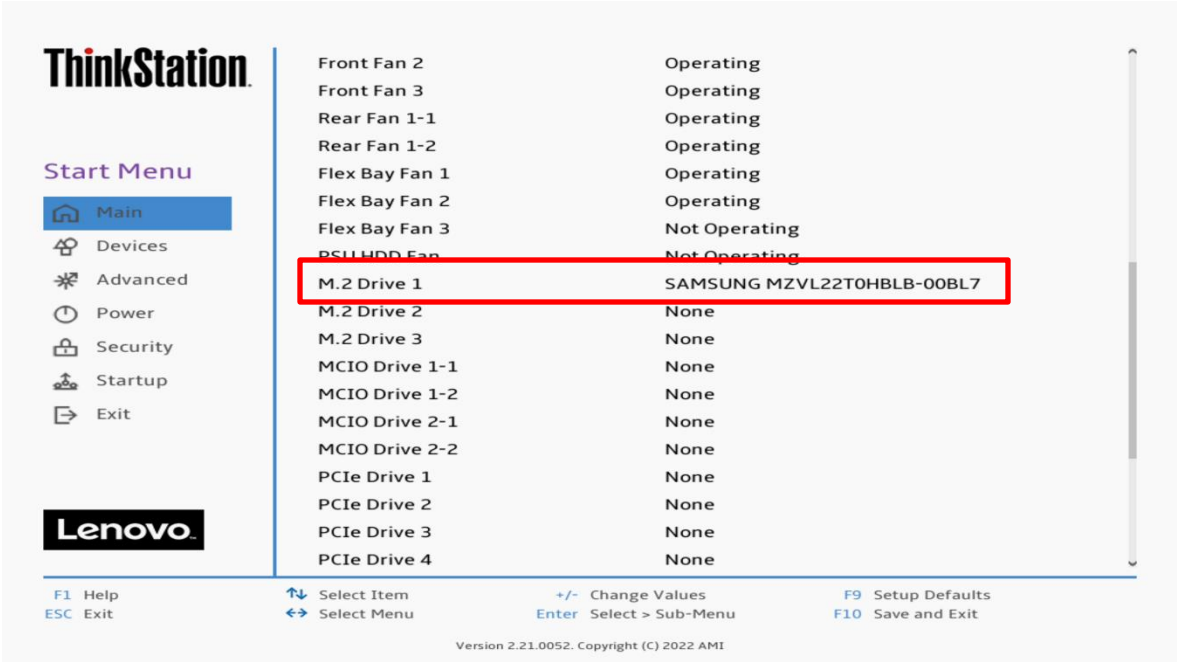 ThinkStation
Start Menu
Main
Devices
Advanced
Power
Security
Startup
Exit
Lenovo
Front Fan 2 Operating
Front Fan 3 Operating
Rear Fan 1-1 Operating
Rear Fan 1-2 Operating
Flex Bay Fan 1 Operating
Flex Bay Fan 2 Operating
Flex Bay Fan 3 Not Operating
PSU HDD Fan Not Operating
M.2 Drive 1 SAMSUNG MZVL22T0HBLB-00BL7
M.2 Drive 2 None
M.2 Drive 3 None
MCIO Drive 1-1 None
MCIO Drive 1-2 None
MCIO Drive 2-1 None
MCIO Drive 2-2 None
PCIe Drive 1 None
PCIe Drive 2 None
PCIe Drive 3 None
PCIe Drive 4 None
F1 Help ↑↓ Select Item +/- Change Values F9 Setup Defaults
ESC Exit ←→ Select Menu Enter Select > Sub-Menu F10 Save and Exit
Version 2.21.0052. Copyright (C) 2022 AMI